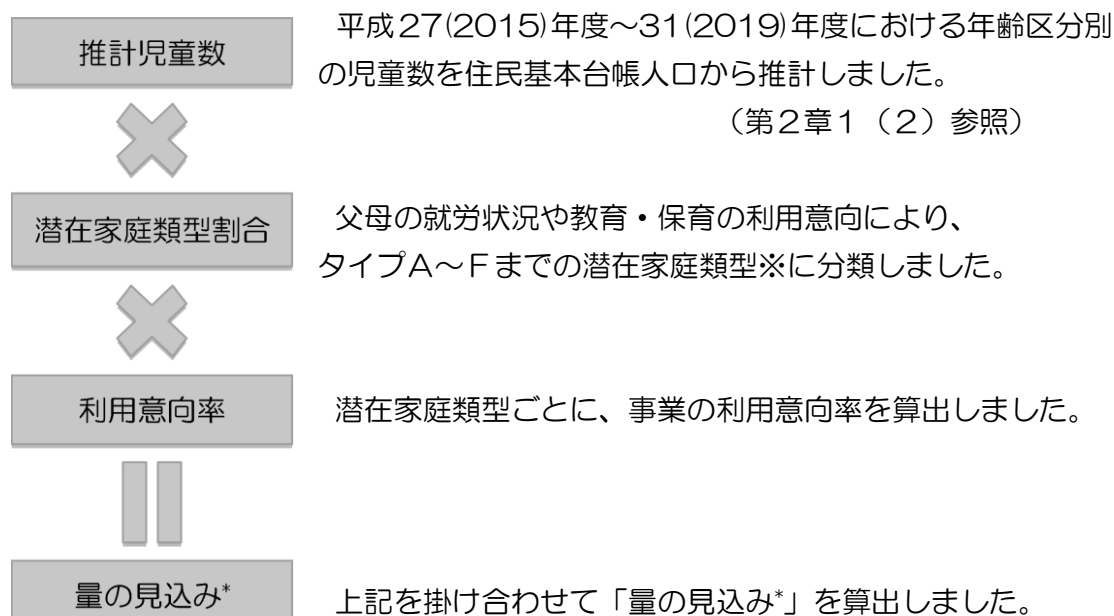 推計児童数
平成27(2015)年度～31(2019)年度における年齢区分別
の児童数を住民基本台帳人口から推計しました。
（第2章1（2）参照）
潜在家庭類型割合
父母の就労状況や教育・保育の利用意向により、
タイプA～Fまでの潜在家庭類型※に分類しました。
利用意向率
潜在家庭類型ごとに、事業の利用意向率を算出しました。
量の見込み*
上記を掛け合わせて「量の見込み*」を算出しました。